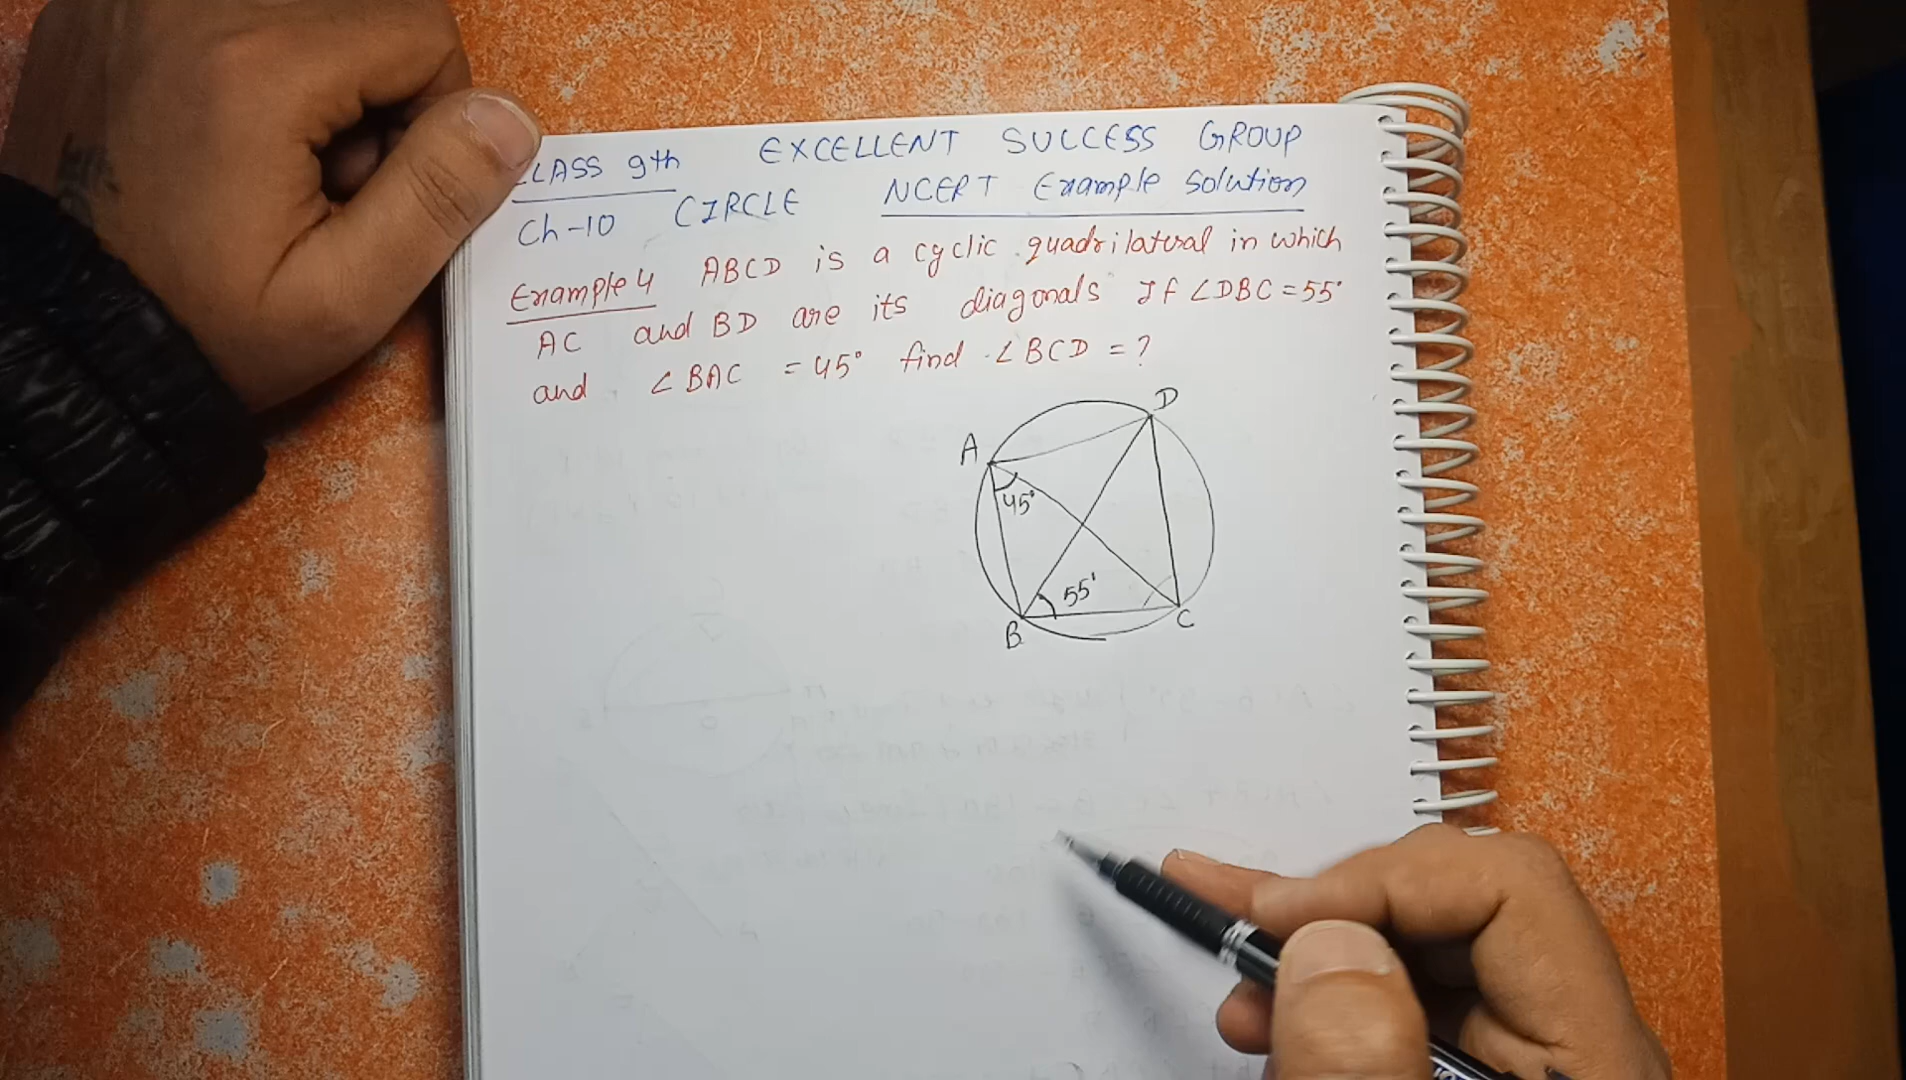 CLASS 9th EXCELLENT SUCCESS GROUP
Ch-10 CIRCLE NCERT Example Solution
Example 4 ABCD is a cyclic quadrilateral in which
AC and BD are its diagonals If ∠DBC = 55°
and ∠BAC = 45° find ∠BCD = ?
D
A
45°
55°
B
C